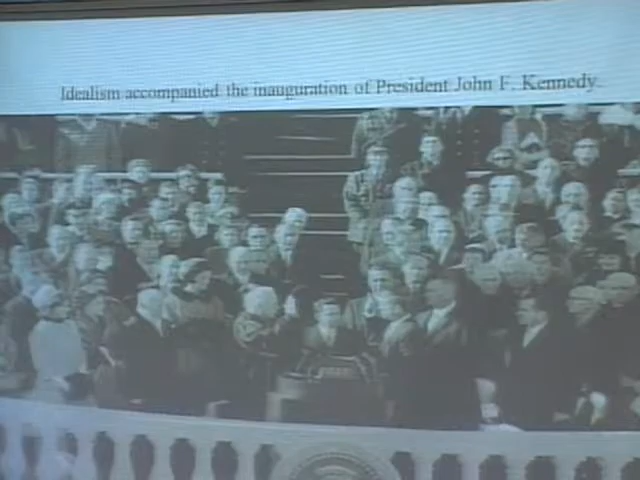 Idealism accompanied the inauguration of President John F. Kennedy.